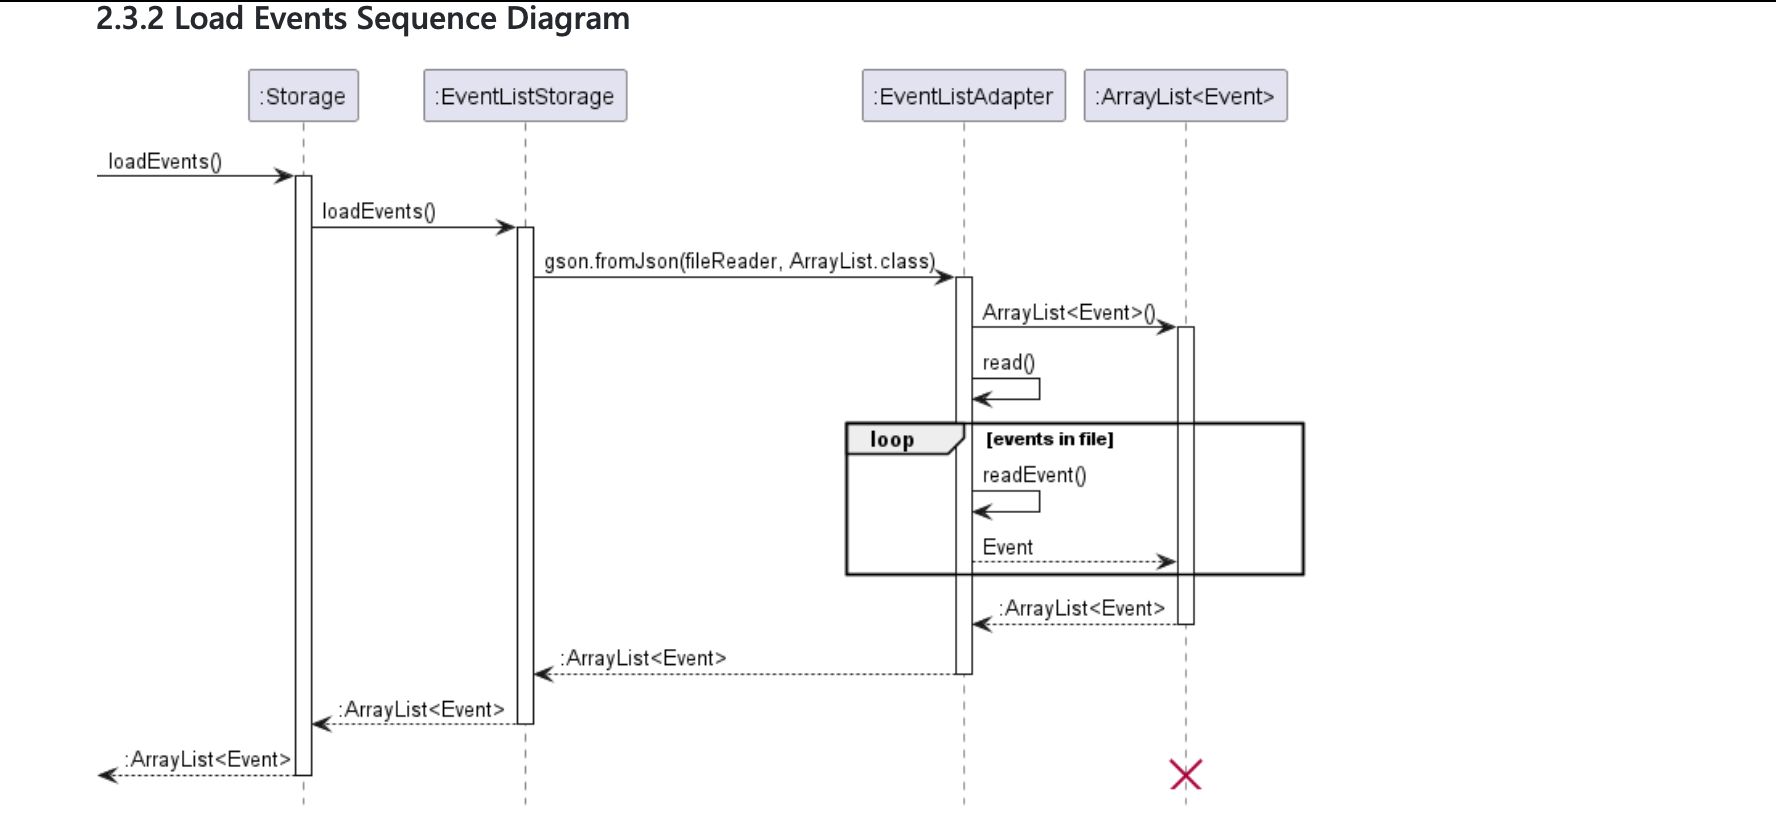 2.3.2 Load Events Sequence Diagram
:Storage
:EventListStorage
:EventListAdapter
:ArrayList<Event>
loadEvents()
loadEvents()
gson.fromJson(fileReader, ArrayList.class)
ArrayList<Event>()
read()
loop
[events in file]
readEvent()
Event
:ArrayList<Event>
:ArrayList<Event>
:ArrayList<Event>
:ArrayList<Event>